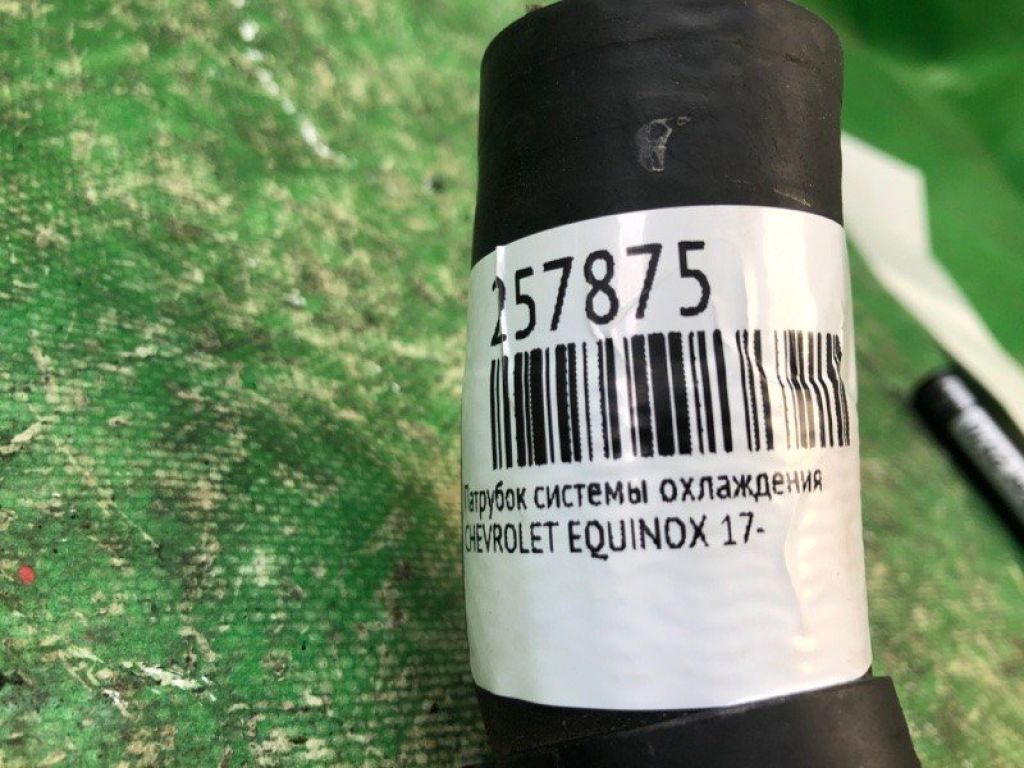 257875
Патрубок системы охлаждения
CHEVROLET EQUINOX 17-